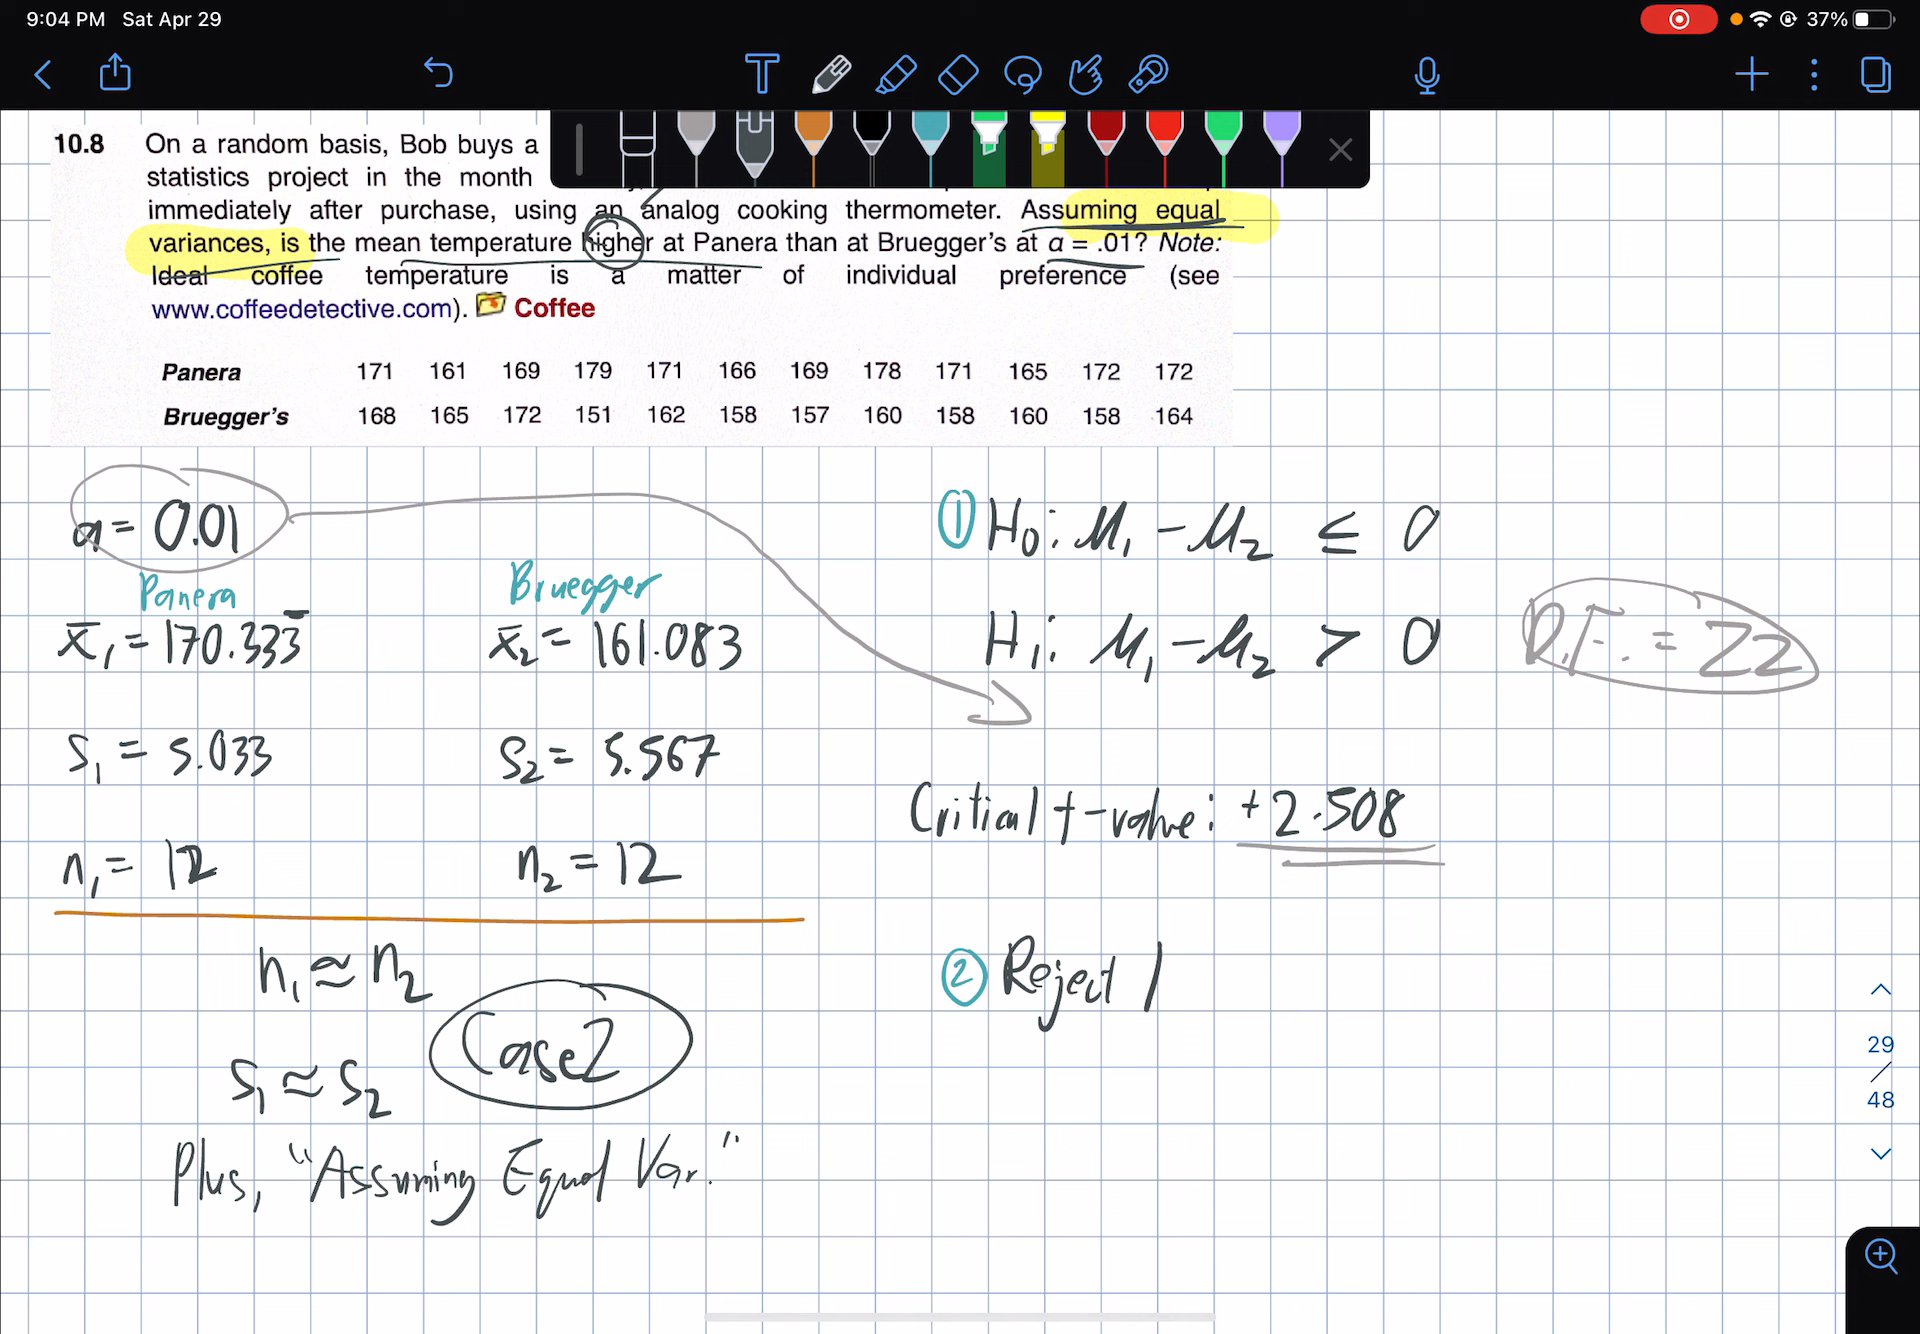 9:04 PM Sat Apr 29
37%
10.8 On a random basis, Bob buys a
statistics project in the month
immediately after purchase, using an analog cooking thermometer. Assuming equal
variances, is the mean temperature higher at Panera than at Bruegger's at α = .01? Note:
Ideal coffee temperature is a matter of individual preference (see
www.coffeedetective.com). Coffee
Panera 171 161 169 179 171 166 169 178 171 165 172 172
Bruegger's 168 165 172 151 162 158 157 160 158 160 158 164
α = 0.01
Panera
Bruegger
x̄₁ = 170.333̅
x̄₂ = 161.083
S₁ = 5.033
S₂ = 5.567
n₁ = 12
n₂ = 12
n₁ ≈ n₂
Case 2
S₁ ≈ S₂
Plus, "Assuming Equal Var."
① H₀: μ₁ - μ₂ ≤ 0
H₁: μ₁ - μ₂ > 0
D.F. = 22
Critical t-value: +2.508
② Reject
29
/
48